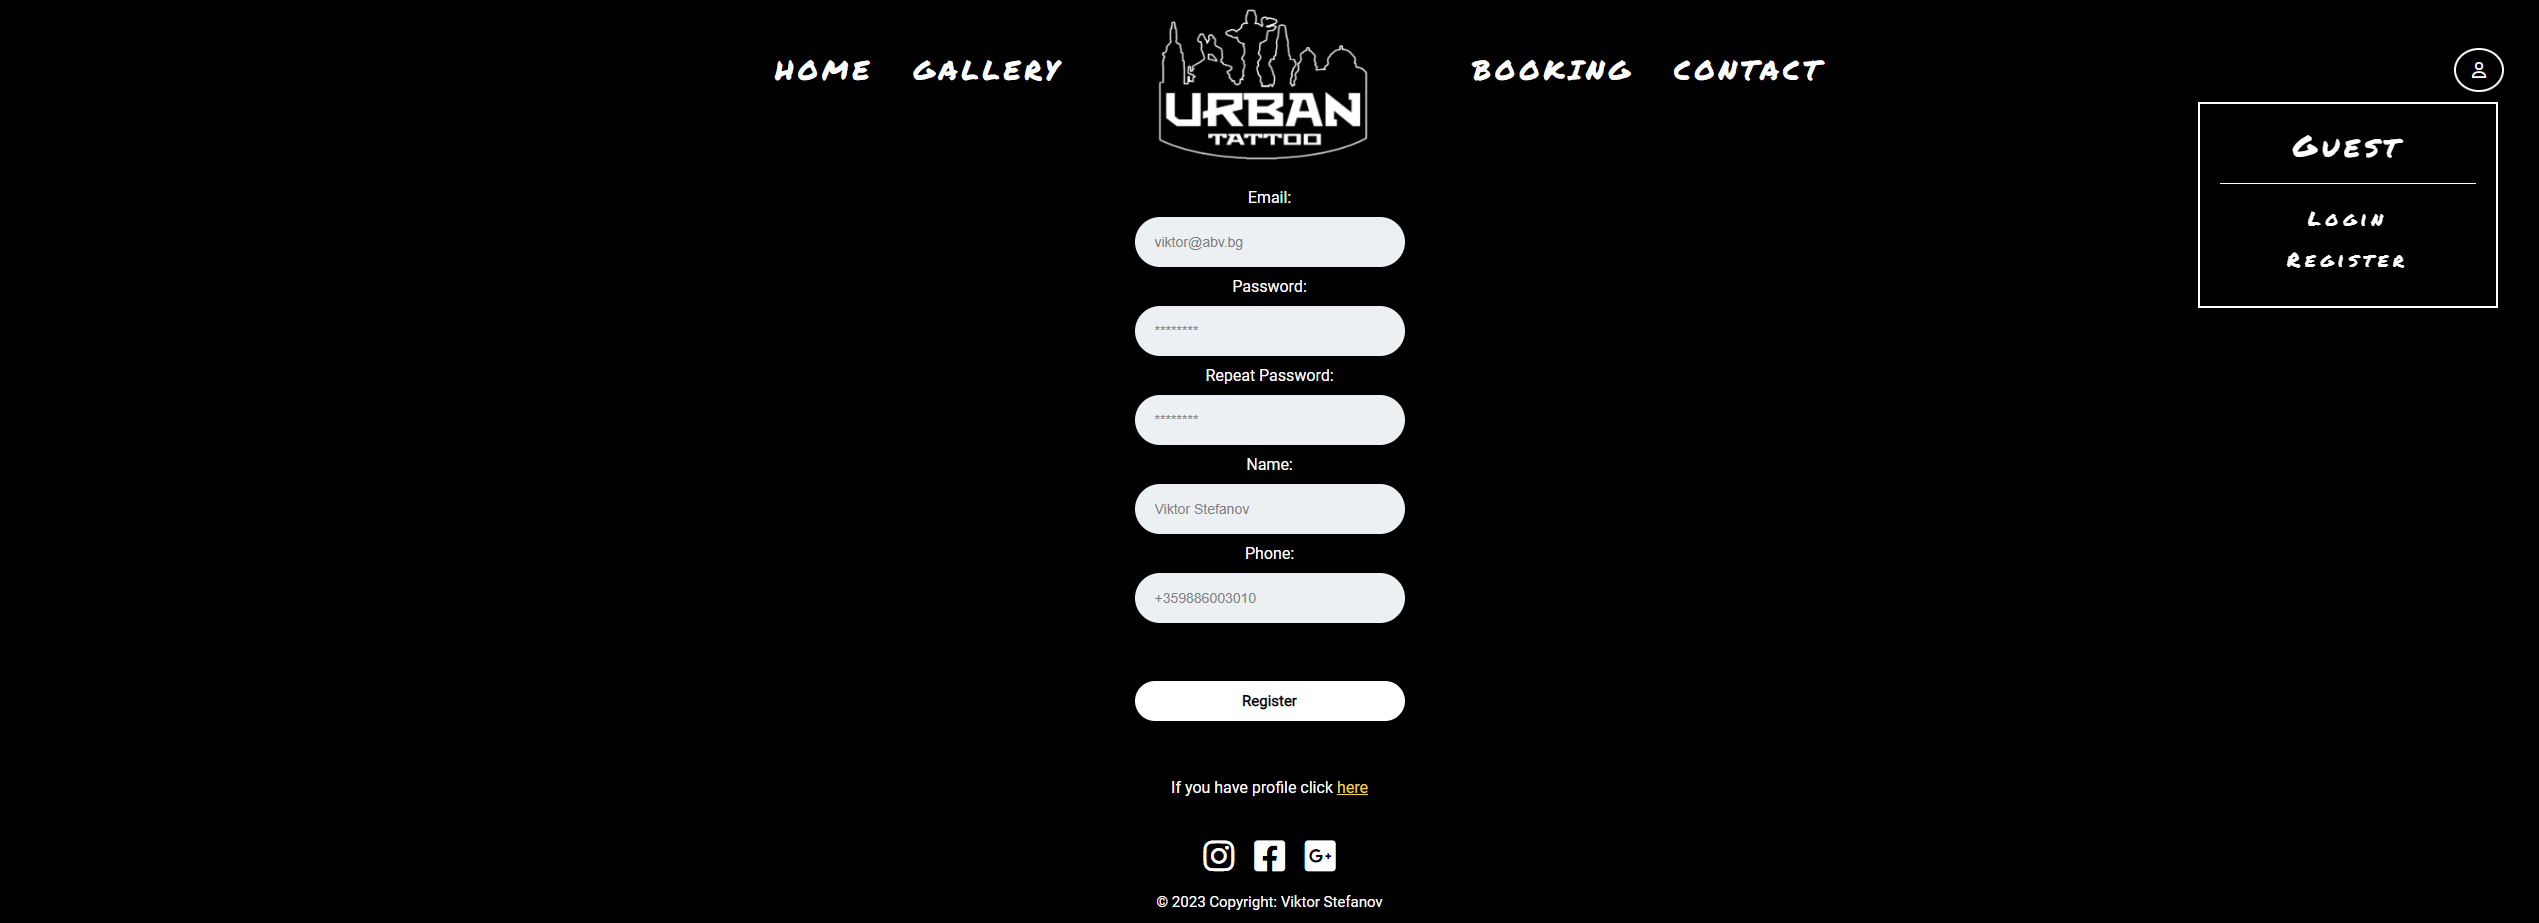 HOME GALLERY
URBAN
TATTOO
BOOKING CONTACT
Guest
Login
Register
Email:
viktor@abv.bg
Password:
********
Repeat Password:
********
Name:
Viktor Stefanov
Phone:
+359886003010
Register
If you have profile click here
G+
© 2023 Copyright: Viktor Stefanov